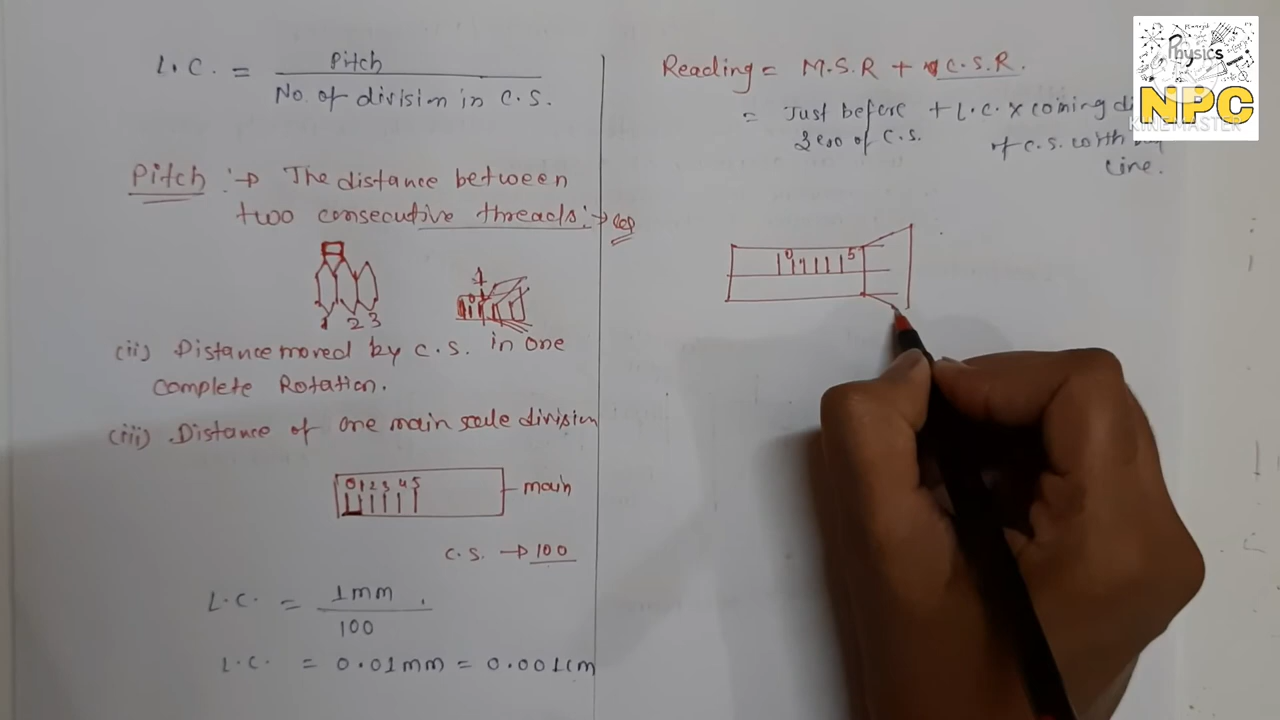 L.C. = Pitch
No. of division in C.S.
Pitch :→ The distance between
two consecutive threads:→
1 2 3
(ii) Distance moved by C.S. in one
complete Rotation.
(iii) Distance of one main scale division
0 1 2 3 4 5
main
C.S. → 100
L.C. = 1mm
100
L.C. = 0.01mm = 0.001cm
Reading = M.S.R + C.S.R.
= Just before + L.C. x coming
zero of C.S. of C.S. with
line.
0 5
Physics
NPC
KINEMASTER